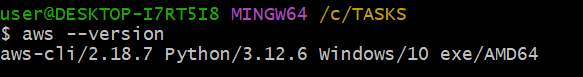 user@DESKTOP-I7RT5I8 MINGW64 /c/TASKS
$ aws --version
aws-cli/2.18.7 Python/3.12.6 Windows/10 exe/AMD64